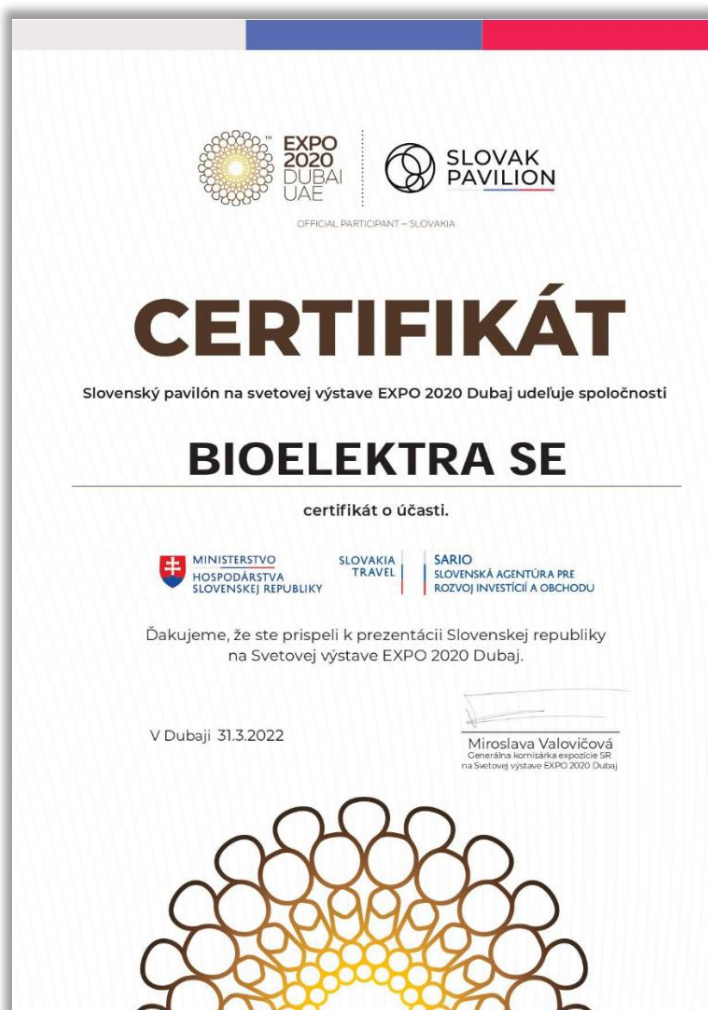 EXPO
2020
DUBAI
UAE
™
SLOVAK
PAVILION
OFFICIAL PARTICIPANT – SLOVAKIA
CERTIFIKÁT
Slovenský pavilón na svetovej výstave EXPO 2020 Dubaj udeľuje spoločnosti
BIOELEKTRA SE
certifikát o účasti.
MINISTERSTVO
HOSPODÁRSTVA
SLOVENSKEJ REPUBLIKY
SLOVAKIA
TRAVEL
SARIO
SLOVENSKÁ AGENTÚRA PRE
ROZVOJ INVESTÍCIÍ A OBCHODU
Ďakujeme, že ste prispeli k prezentácii Slovenskej republiky
na Svetovej výstave EXPO 2020 Dubaj.
V Dubaji 31.3.2022
Miroslava Valovičová
Generálna komisárka expozície SR
na Svetovej výstave EXPO 2020 Dubaj